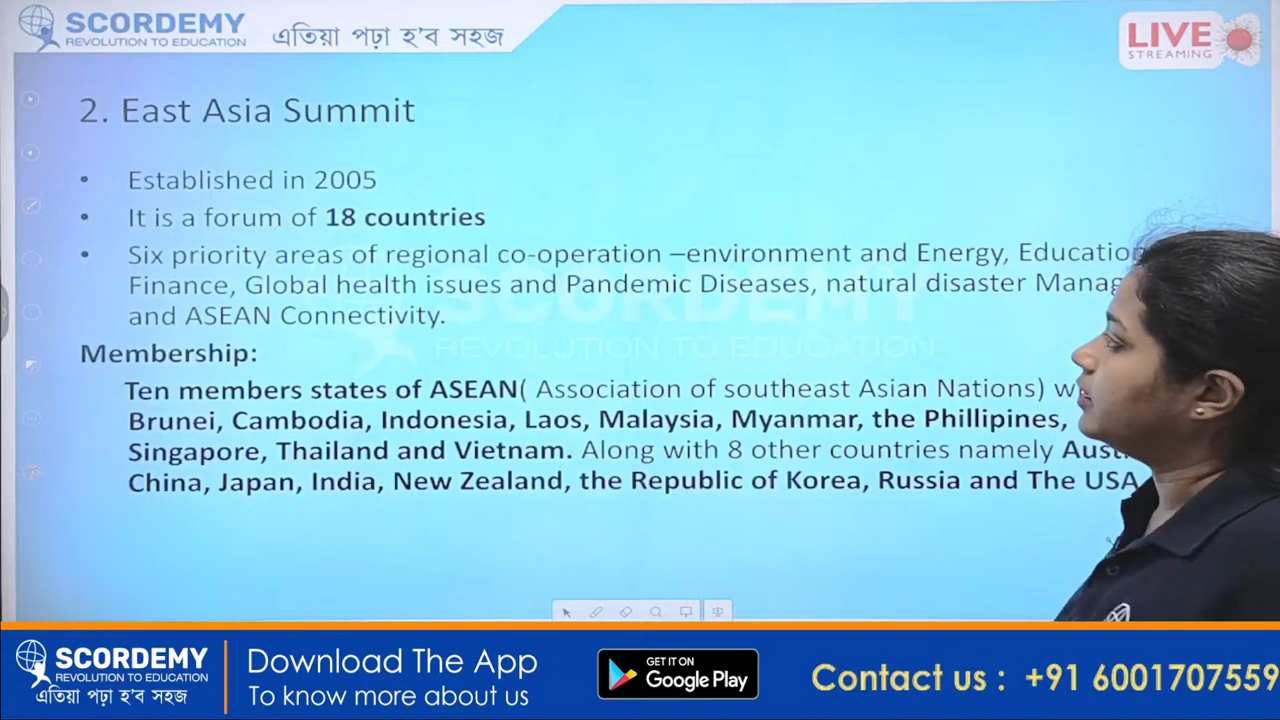 SCORDEMY
REVOLUTION TO EDUCATION
এতিয়া পঢ়া হ'ব সহজ
LIVE
STREAMING
2. East Asia Summit
• Established in 2005
• It is a forum of 18 countries
• Six priority areas of regional co-operation –environment and Energy, Education
Finance, Global health issues and Pandemic Diseases, natural disaster Manag
and ASEAN Connectivity.
Membership:
Ten members states of ASEAN( Association of southeast Asian Nations)
Brunei, Cambodia, Indonesia, Laos, Malaysia, Myanmar, the Phillipines,
Singapore, Thailand and Vietnam. Along with 8 other countries namely Aust
China, Japan, India, New Zealand, the Republic of Korea, Russia and The USA
SCORDEMY
REVOLUTION TO EDUCATION
SCORDEMY
REVOLUTION TO EDUCATION
এতিয়া পঢ়া হ'ব সহজ
Download The App
To know more about us
GET IT ON
Google Play
Contact us : +91 6001707559